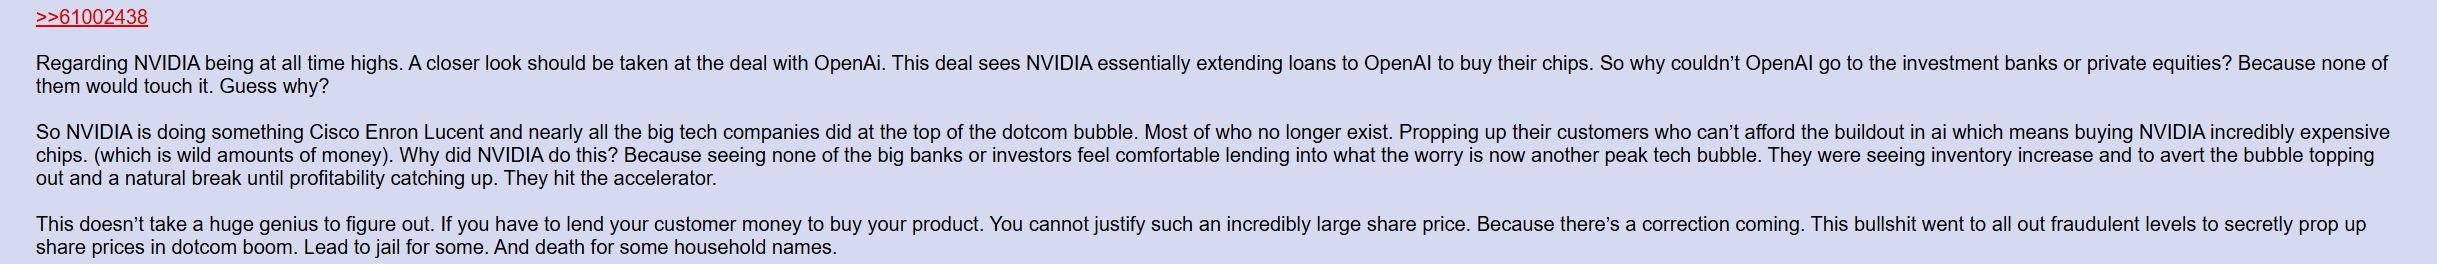 >>61002438
Regarding NVIDIA being at all time highs. A closer look should be taken at the deal with OpenAi. This deal sees NVIDIA essentially extending loans to OpenAI to buy their chips. So why couldn’t OpenAI go to the investment banks or private equities? Because none of
them would touch it. Guess why?
So NVIDIA is doing something Cisco Enron Lucent and nearly all the big tech companies did at the top of the dotcom bubble. Most of who no longer exist. Propping up their customers who can’t afford the buildout in ai which means buying NVIDIA incredibly expensive
chips. (which is wild amounts of money). Why did NVIDIA do this? Because seeing none of the big banks or investors feel comfortable lending into what the worry is now another peak tech bubble. They were seeing inventory increase and to avert the bubble topping
out and a natural break until profitability catching up. They hit the accelerator.
This doesn’t take a huge genius to figure out. If you have to lend your customer money to buy your product. You cannot justify such an incredibly large share price. Because there’s a correction coming. This bullshit went to all out fraudulent levels to secretly prop up
share prices in dotcom boom. Lead to jail for some. And death for some household names.